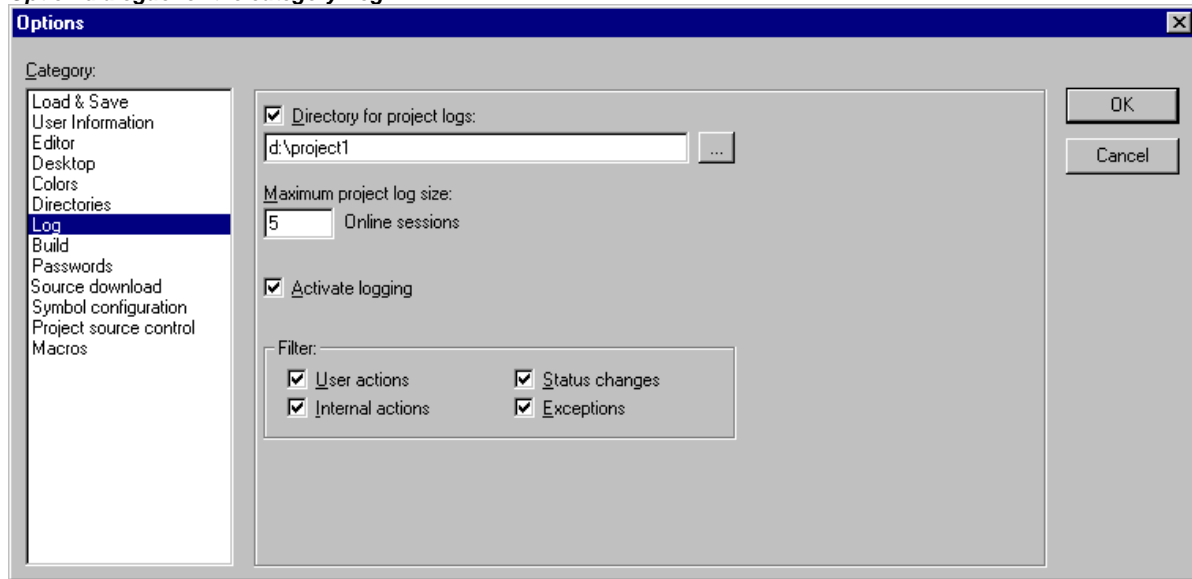 Options
Category:
Load & Save
User Information
Editor
Desktop
Colors
Directories
Log
Build
Passwords
Source download
Symbol configuration
Project source control
Macros
Directory for project logs:
d:\project1
...
Maximum project log size:
5 Online sessions
Activate logging
Filter:
User actions
Status changes
Internal actions
Exceptions
OK
Cancel